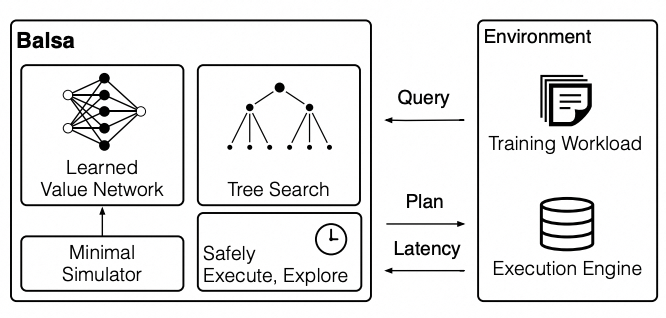 Balsa
Learned
Value Network
Tree Search
Minimal
Simulator
Safely
Execute, Explore
Query
Plan
Latency
Environment
Training Workload
Execution Engine